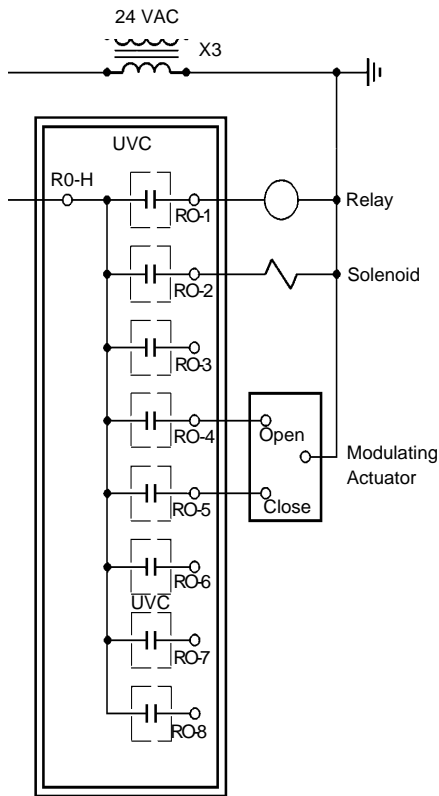 24 VAC
X3
UVC
R0-H
RO-1
Relay
RO-2
Solenoid
RO-3
RO-4
Open
Modulating
Actuator
RO-5
Close
RO-6
UVC
RO-7
RO-8